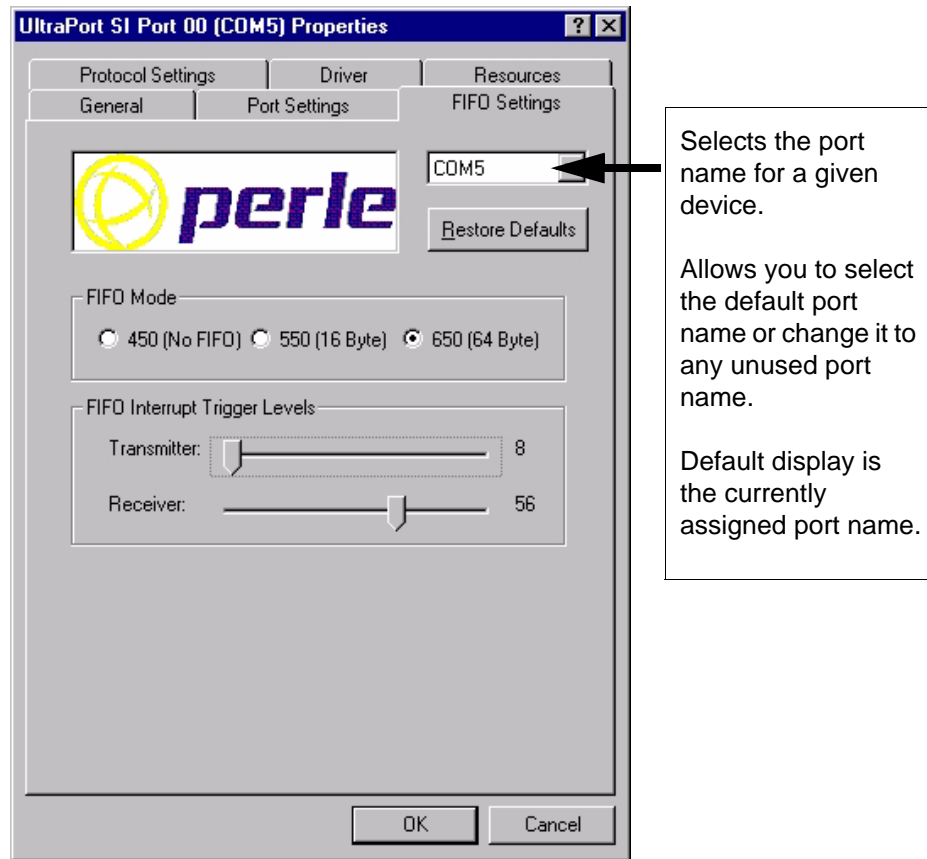 UltraPort SI Port 00 (COM5) Properties
Protocol Settings Driver Resources
General Port Settings FIFO Settings
perle
COM5
Restore Defaults
FIFO Mode
450 (No FIFO) 550 (16 Byte) 650 (64 Byte)
FIFO Interrupt Trigger Levels
Transmitter: 8
Receiver: 56
OK Cancel
Selects the port
name for a given
device.
Allows you to select
the default port
name or change it to
any unused port
name.
Default display is
the currently
assigned port name.